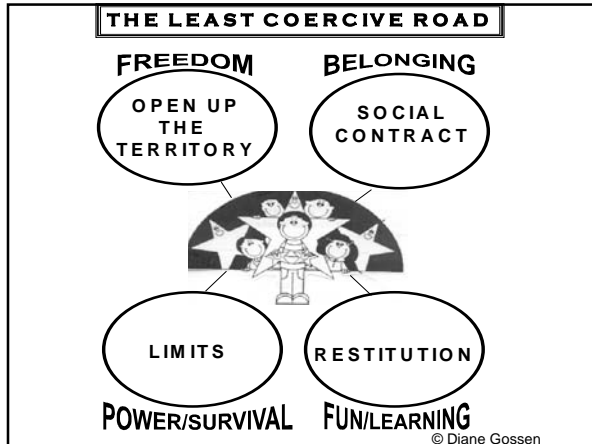 THE LEAST COERCIVE ROAD
FREEDOM
BELONGING
OPEN UP
THE
TERRITORY
SOCIAL
CONTRACT
LIMITS
RESTITUTION
POWER/SURVIVAL
FUN/LEARNING
© Diane Gossen